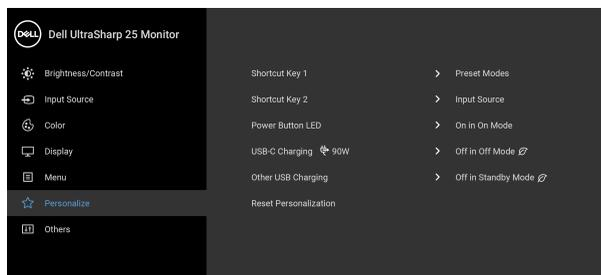 DELL Dell UltraSharp 25 Monitor
Brightness/Contrast
Input Source
Color
Display
Menu
Personalize
Others
Shortcut Key 1 > Preset Modes
Shortcut Key 2 > Input Source
Power Button LED > On in On Mode
USB-C Charging 90W > Off in Off Mode
Other USB Charging > Off in Standby Mode
Reset Personalization